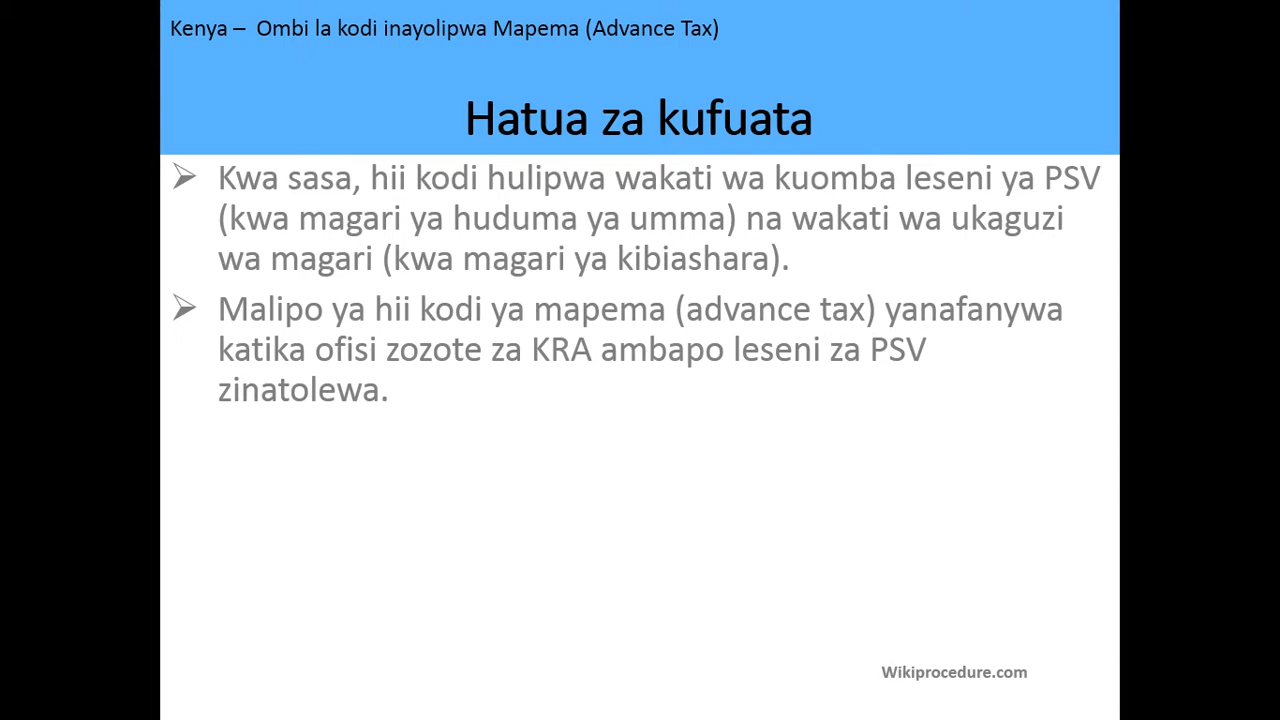 Kenya – Ombi la kodi inayolipwa Mapema (Advance Tax)
Hatua za kufuata
➢ Kwa sasa, hii kodi hulipwa wakati wa kuomba leseni ya PSV
(kwa magari ya huduma ya umma) na wakati wa ukaguzi
wa magari (kwa magari ya kibiashara).
➢ Malipo ya hii kodi ya mapema (advance tax) yanafanywa
katika ofisi zozote za KRA ambapo leseni za PSV
zinatolewa.
Wikiprocedure.com